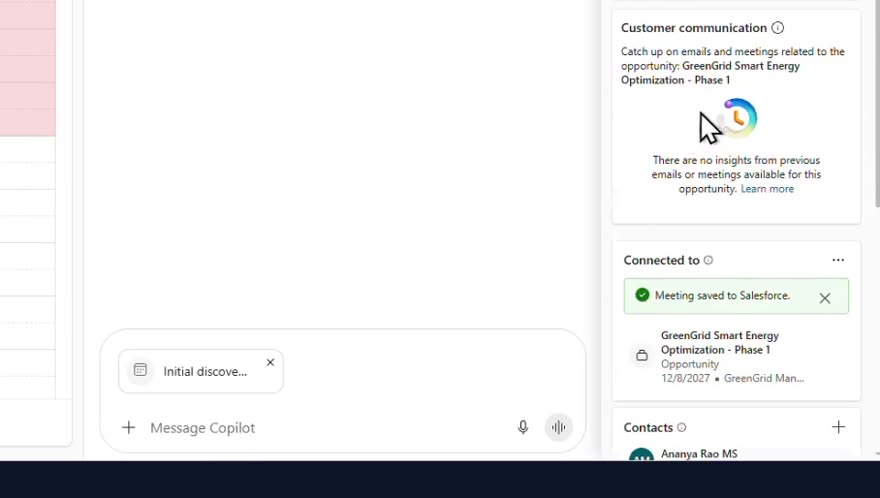 Customer communication
Catch up on emails and meetings related to the
opportunity: GreenGrid Smart Energy
Optimization - Phase 1
There are no insights from previous
emails or meetings available for this
opportunity. Learn more
Connected to
Meeting saved to Salesforce.
GreenGrid Smart Energy
Optimization - Phase 1
Opportunity
12/8/2027 • GreenGrid Man...
Contacts
Ananya Rao MS
Initial discove...
Message Copilot